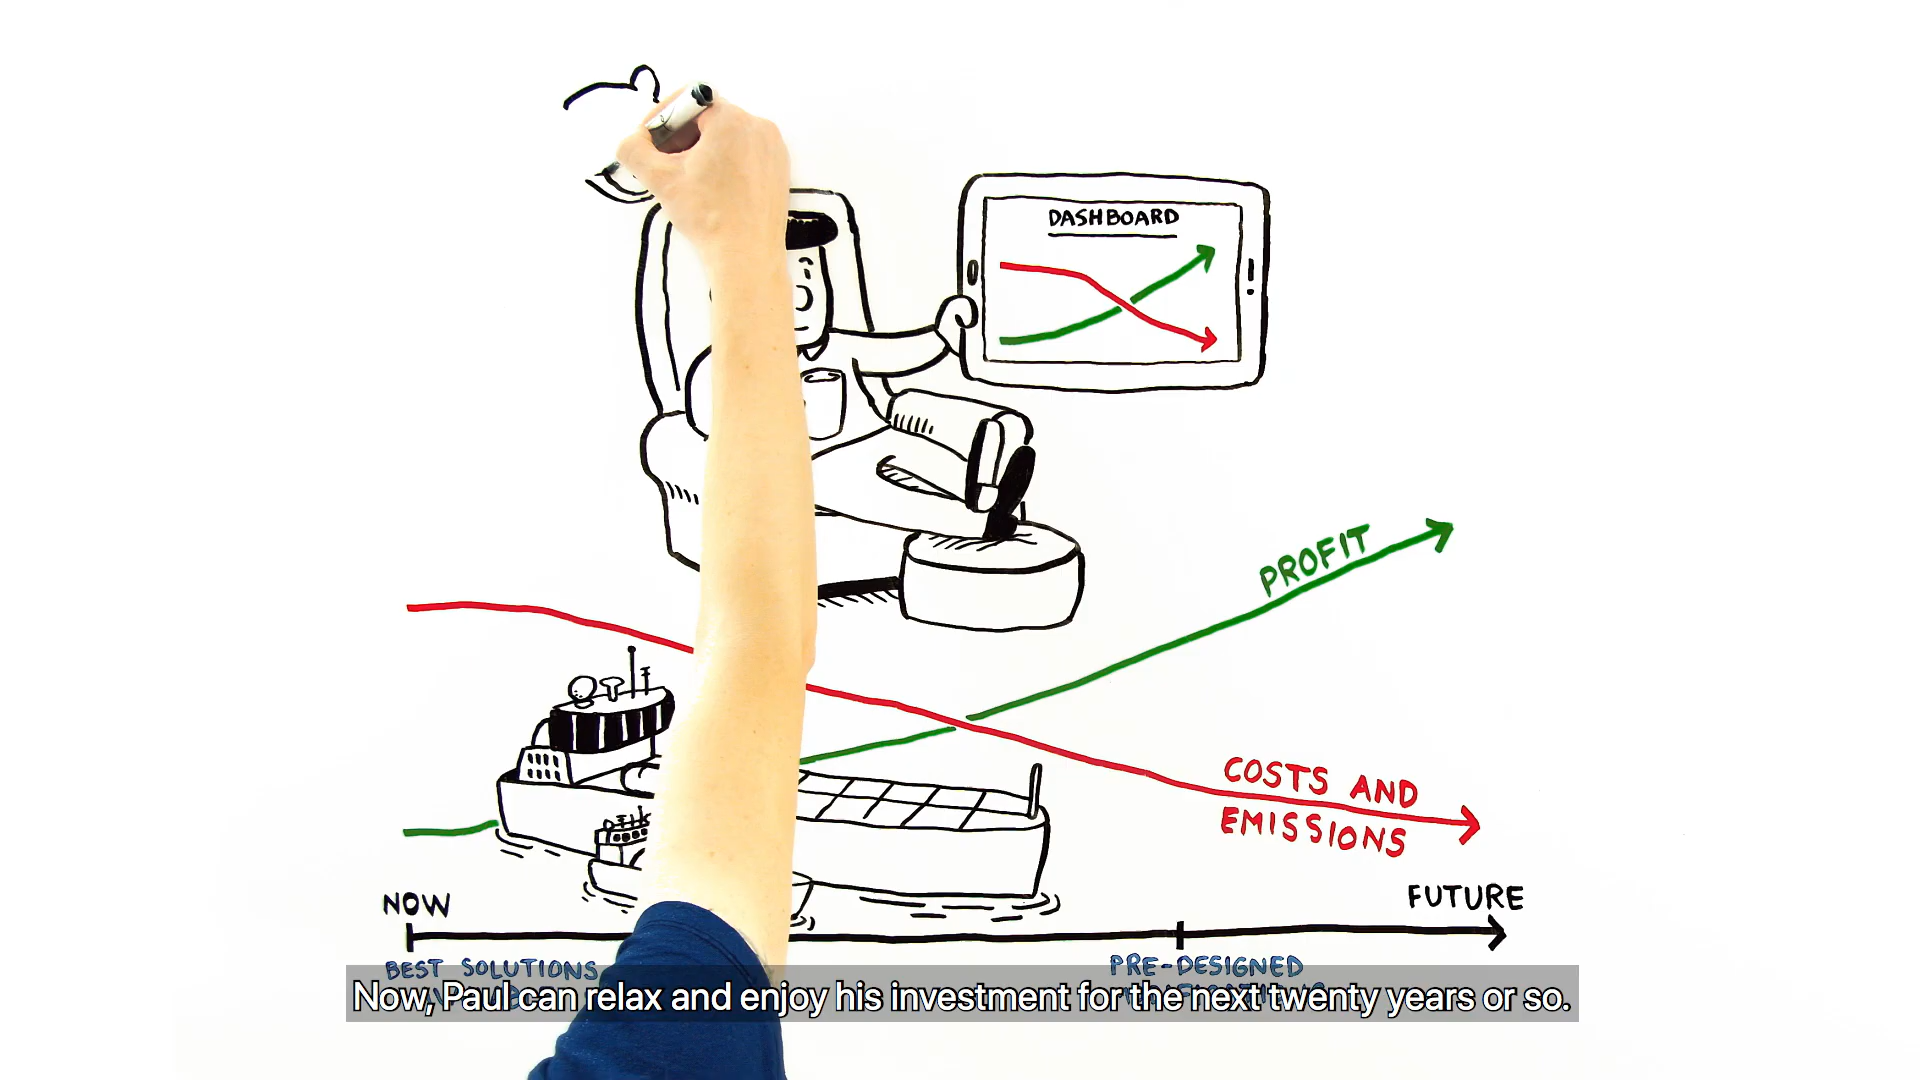 DASHBOARD
PROFIT
COSTS AND
EMISSIONS
NOW
FUTURE
BEST SOLUTIONS
PRE-DESIGNED
Now, Paul can relax and enjoy his investment for the next twenty years or so.